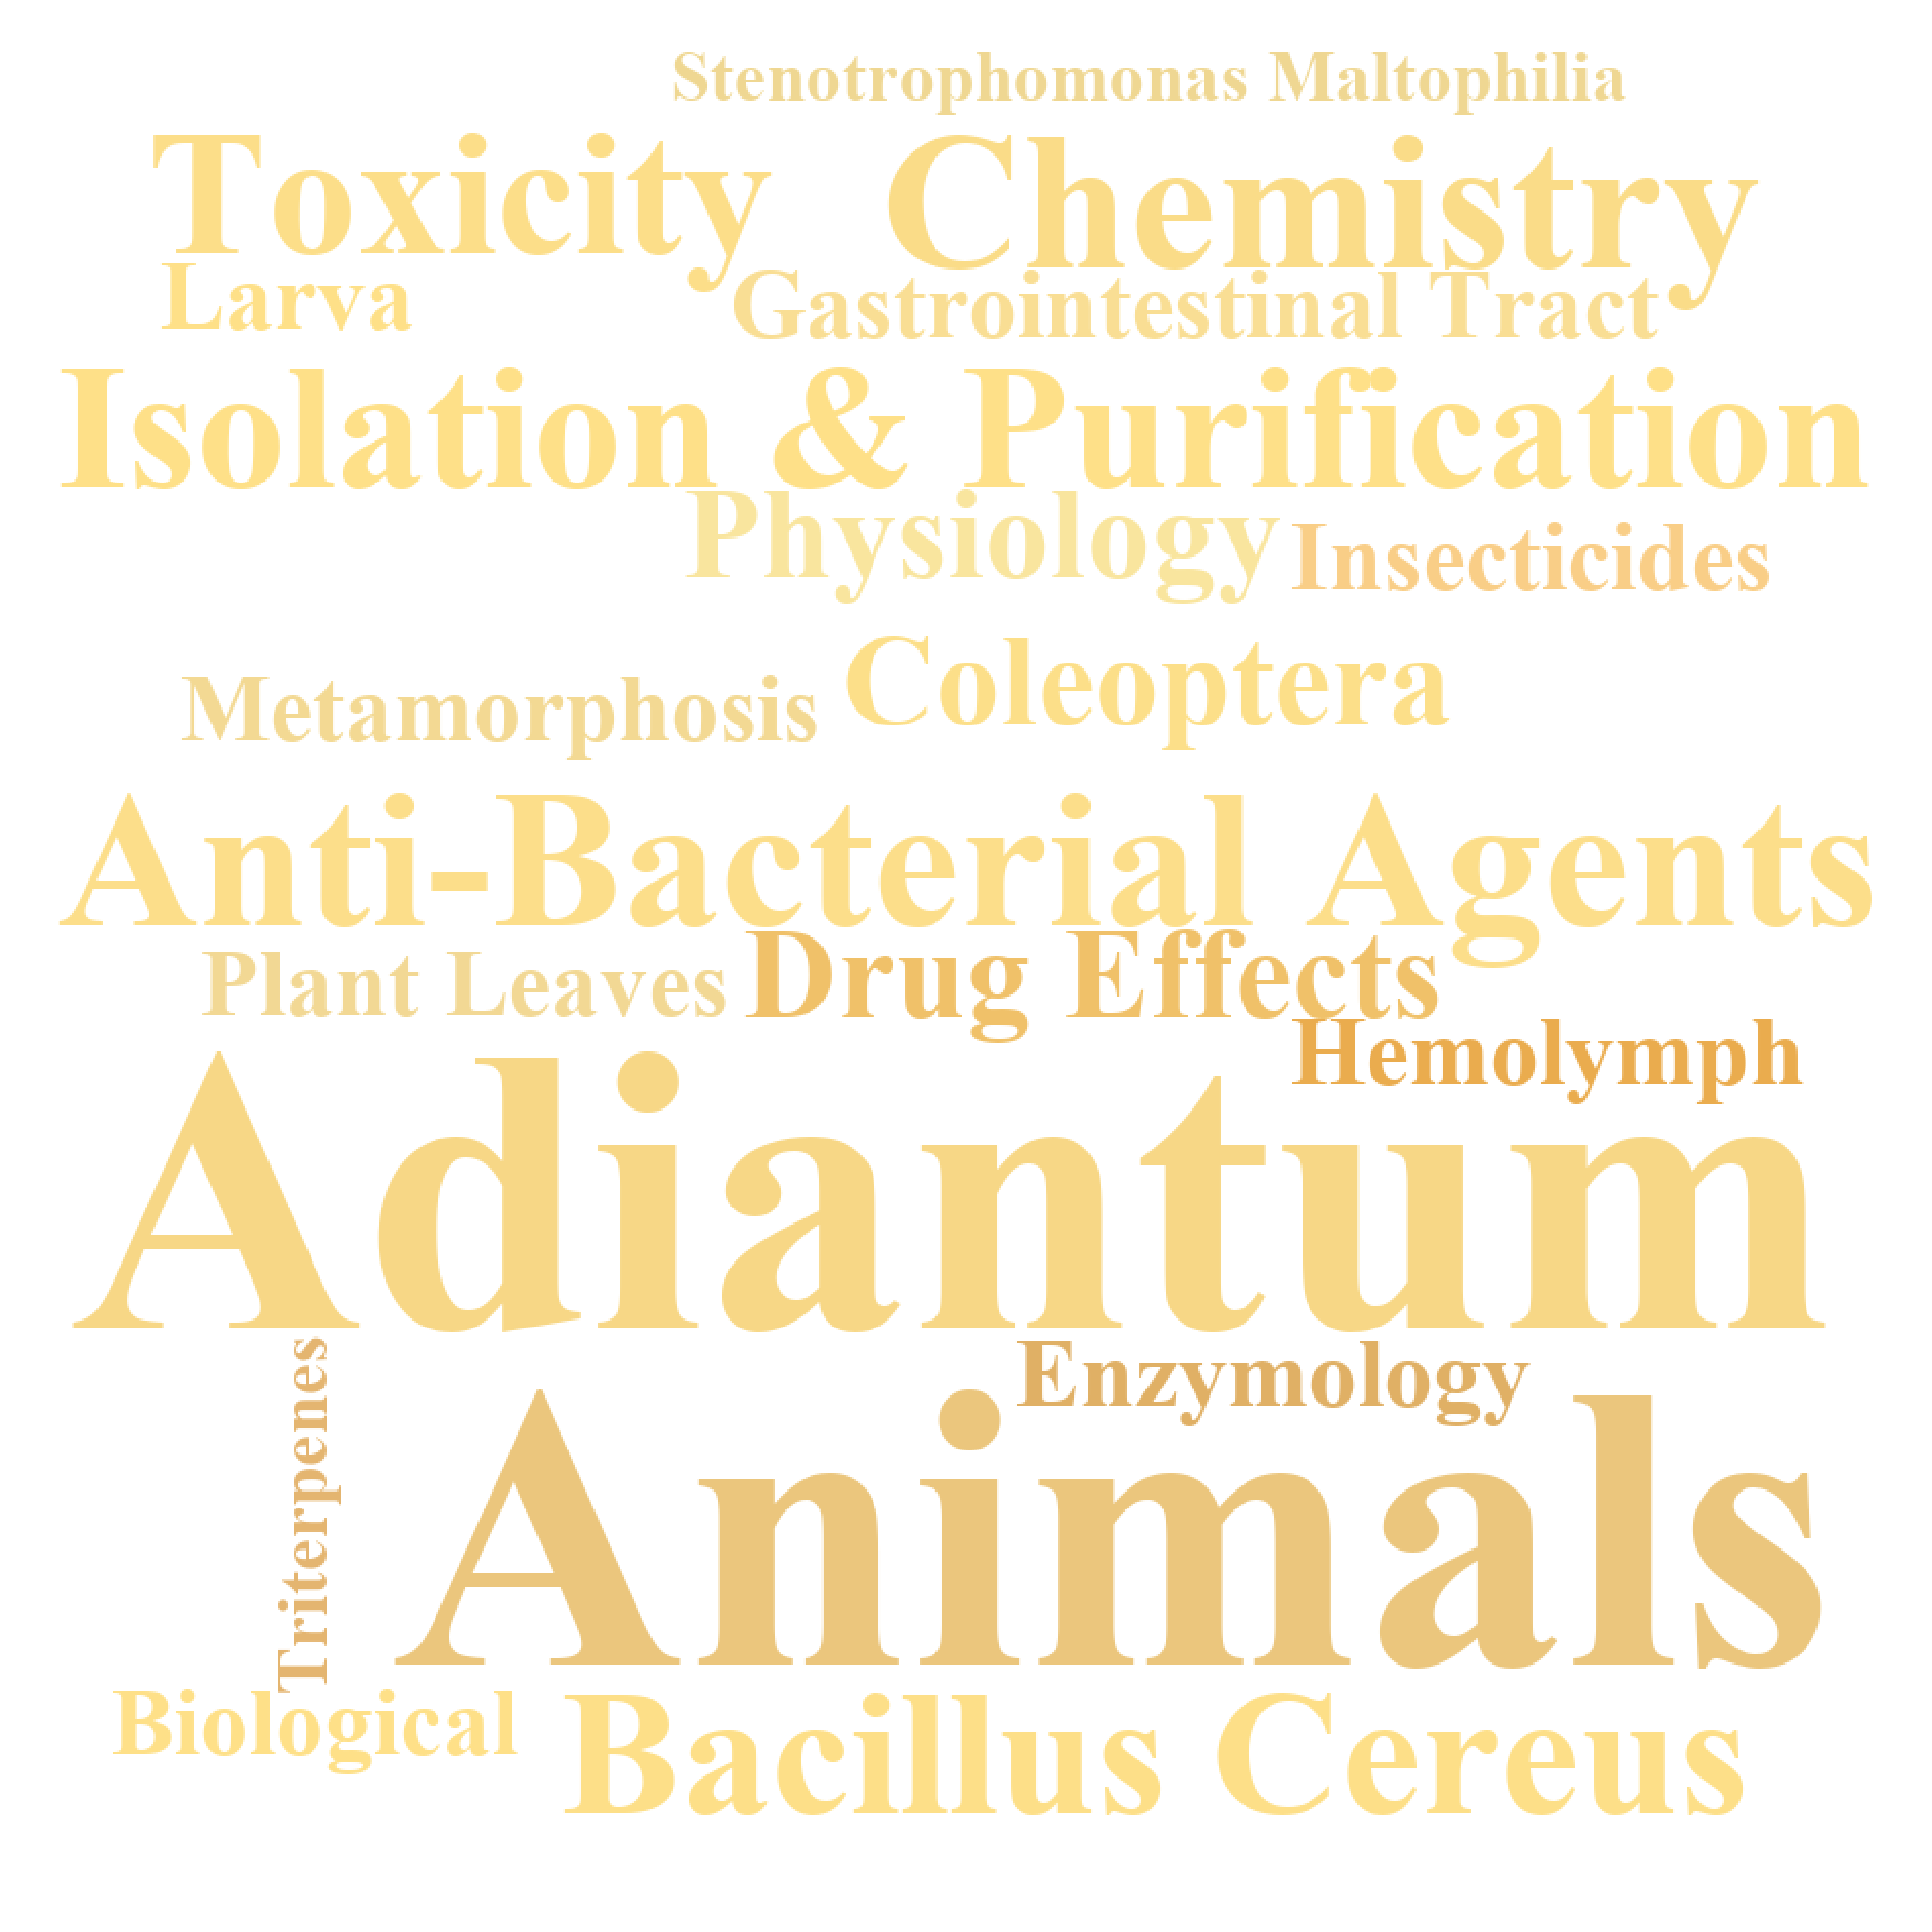 Stenotrophomonas Maltophilia
Toxicity Chemistry
Larva Gastrointestinal Tract
Isolation & Purification
Physiology Insecticides
Metamorphosis Coleoptera
Anti-Bacterial Agents
Plant Leaves Drug Effects
Hemolymph
Adiantum
Enzymology
Triterpenes
Animals
Biological Bacillus Cereus